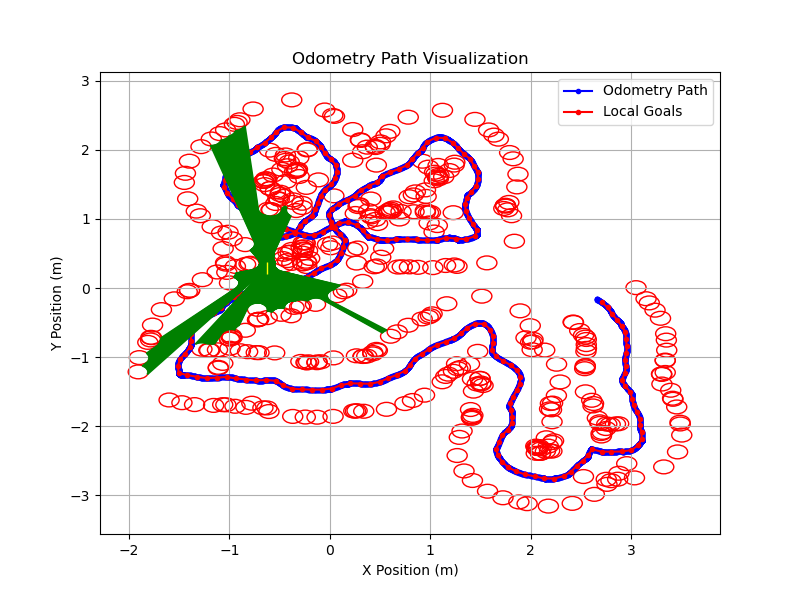 Odometry Path Visualization
Odometry Path
Local Goals
Y Position (m)
3
2
1
0
−1
−2
−3
−2
−1
0
1
2
3
X Position (m)